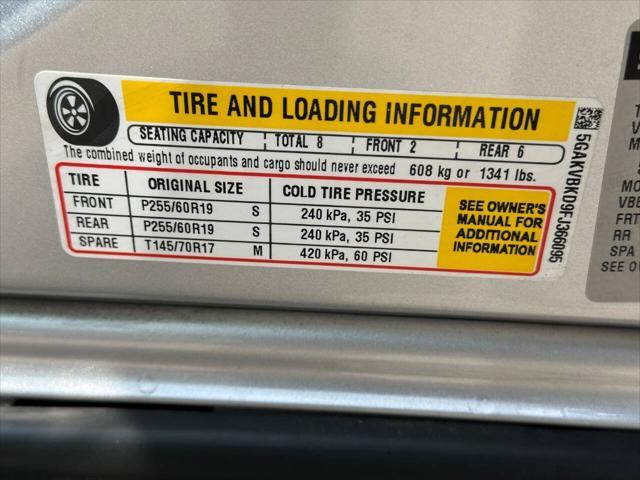 TIRE AND LOADING INFORMATION
SEATING CAPACITY TOTAL 8 FRONT 2 REAR 6
The combined weight of occupants and cargo should never exceed 608 kg or 1341 lbs.
TIRE ORIGINAL SIZE COLD TIRE PRESSURE
FRONT P255/60R19 S 240 kPa, 35 PSI
REAR P255/60R19 S 240 kPa, 35 PSI
SPARE T145/70R17 M 420 kPa, 60 PSI
SEE OWNER'S
MANUAL FOR
ADDITIONAL
INFORMATION
5GAKVBKD9FJ366095
MO
VBE
FRT
RR
SPA
SEE O